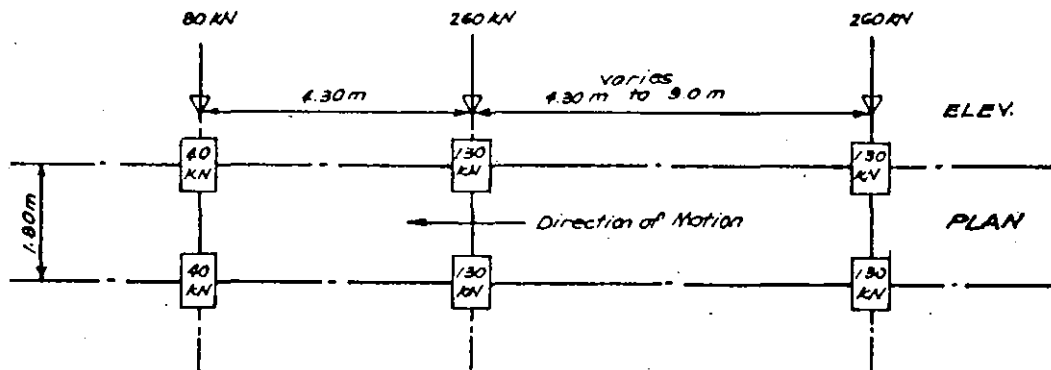 80 KN 260 KN 260 KN
4.30 m varies
4.30 m to 9.0 m
ELEV.
40 KN 130 KN 130 KN
1.80 m
Direction of Motion
PLAN
40 KN 130 KN 130 KN